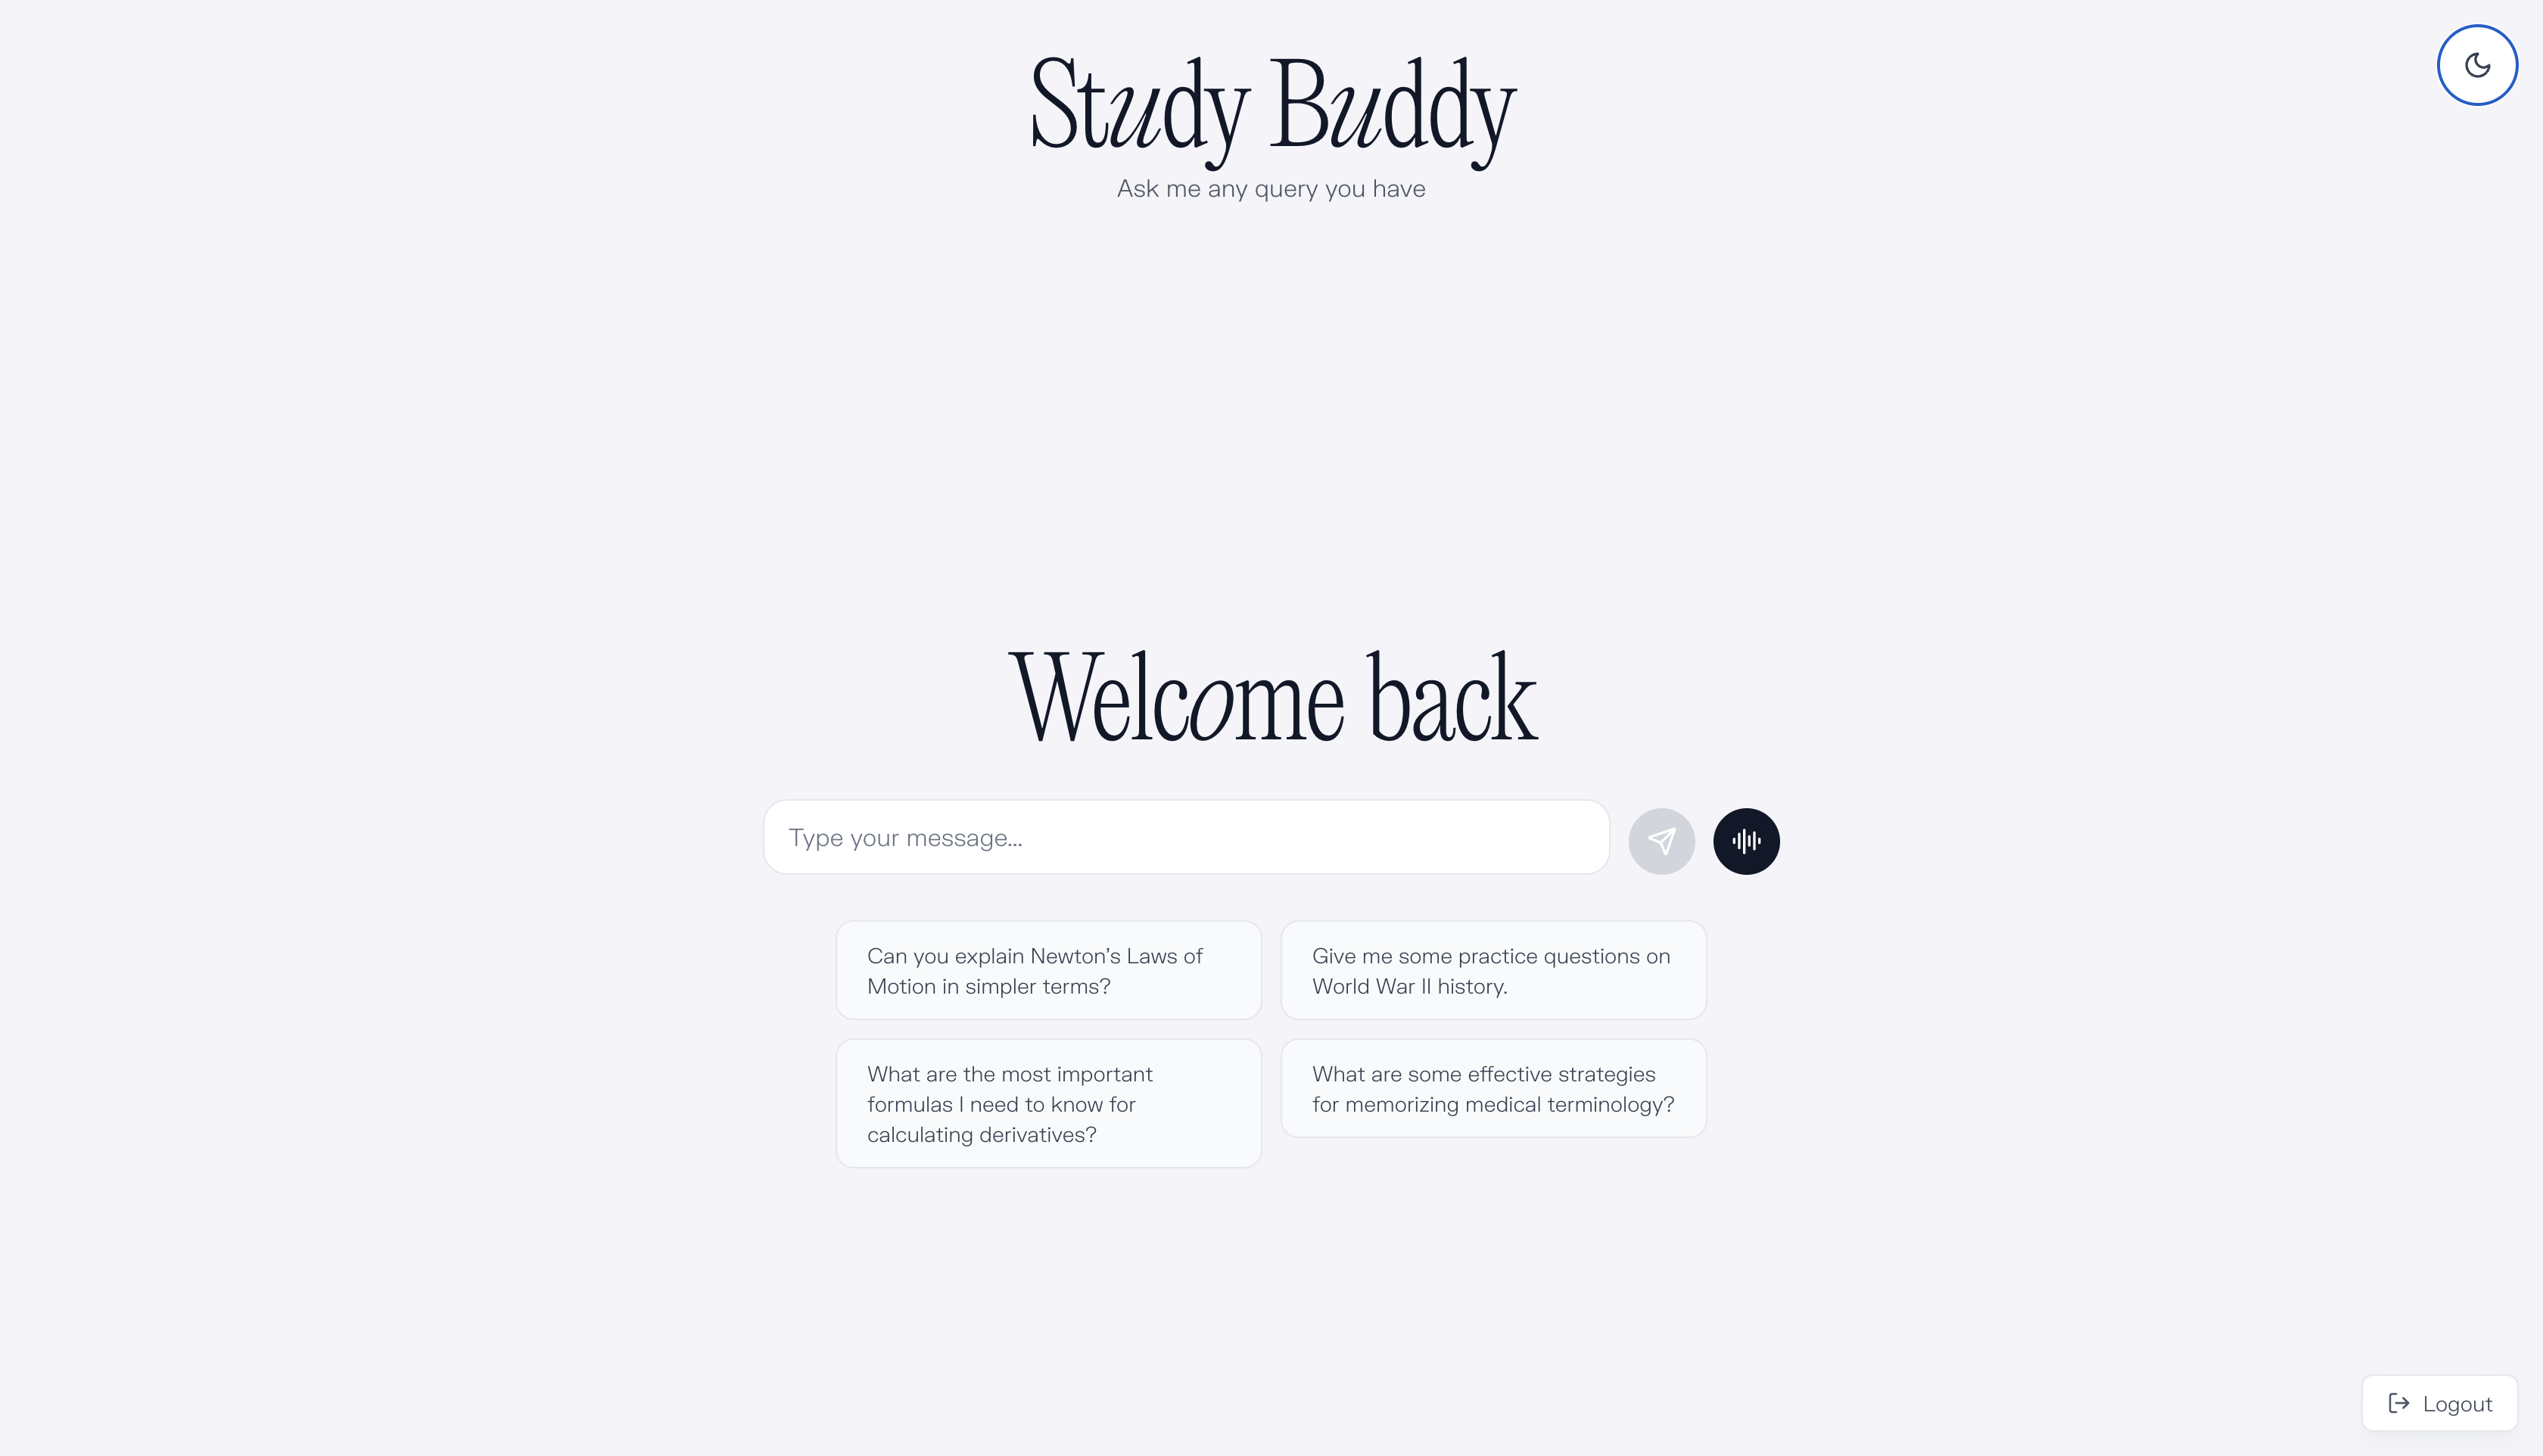 Study Buddy
Ask me any query you have
Welcome back
Type your message...
Can you explain Newton’s Laws of
Motion in simpler terms?
Give me some practice questions on
World War II history.
What are the most important
formulas I need to know for
calculating derivatives?
What are some effective strategies
for memorizing medical terminology?
Logout